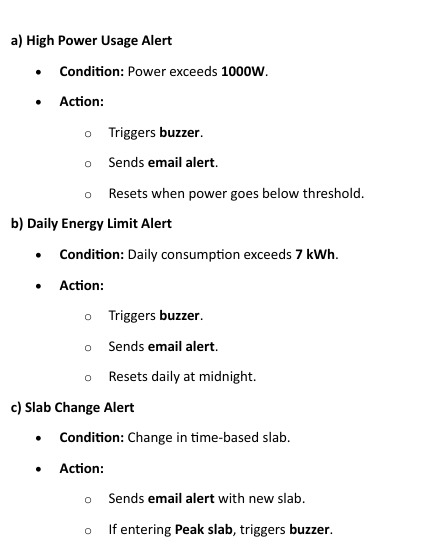 a) High Power Usage Alert
• Condition: Power exceeds 1000W.
• Action:
o Triggers buzzer.
o Sends email alert.
o Resets when power goes below threshold.
b) Daily Energy Limit Alert
• Condition: Daily consumption exceeds 7 kWh.
• Action:
o Triggers buzzer.
o Sends email alert.
o Resets daily at midnight.
c) Slab Change Alert
• Condition: Change in time-based slab.
• Action:
o Sends email alert with new slab.
o If entering Peak slab, triggers buzzer.